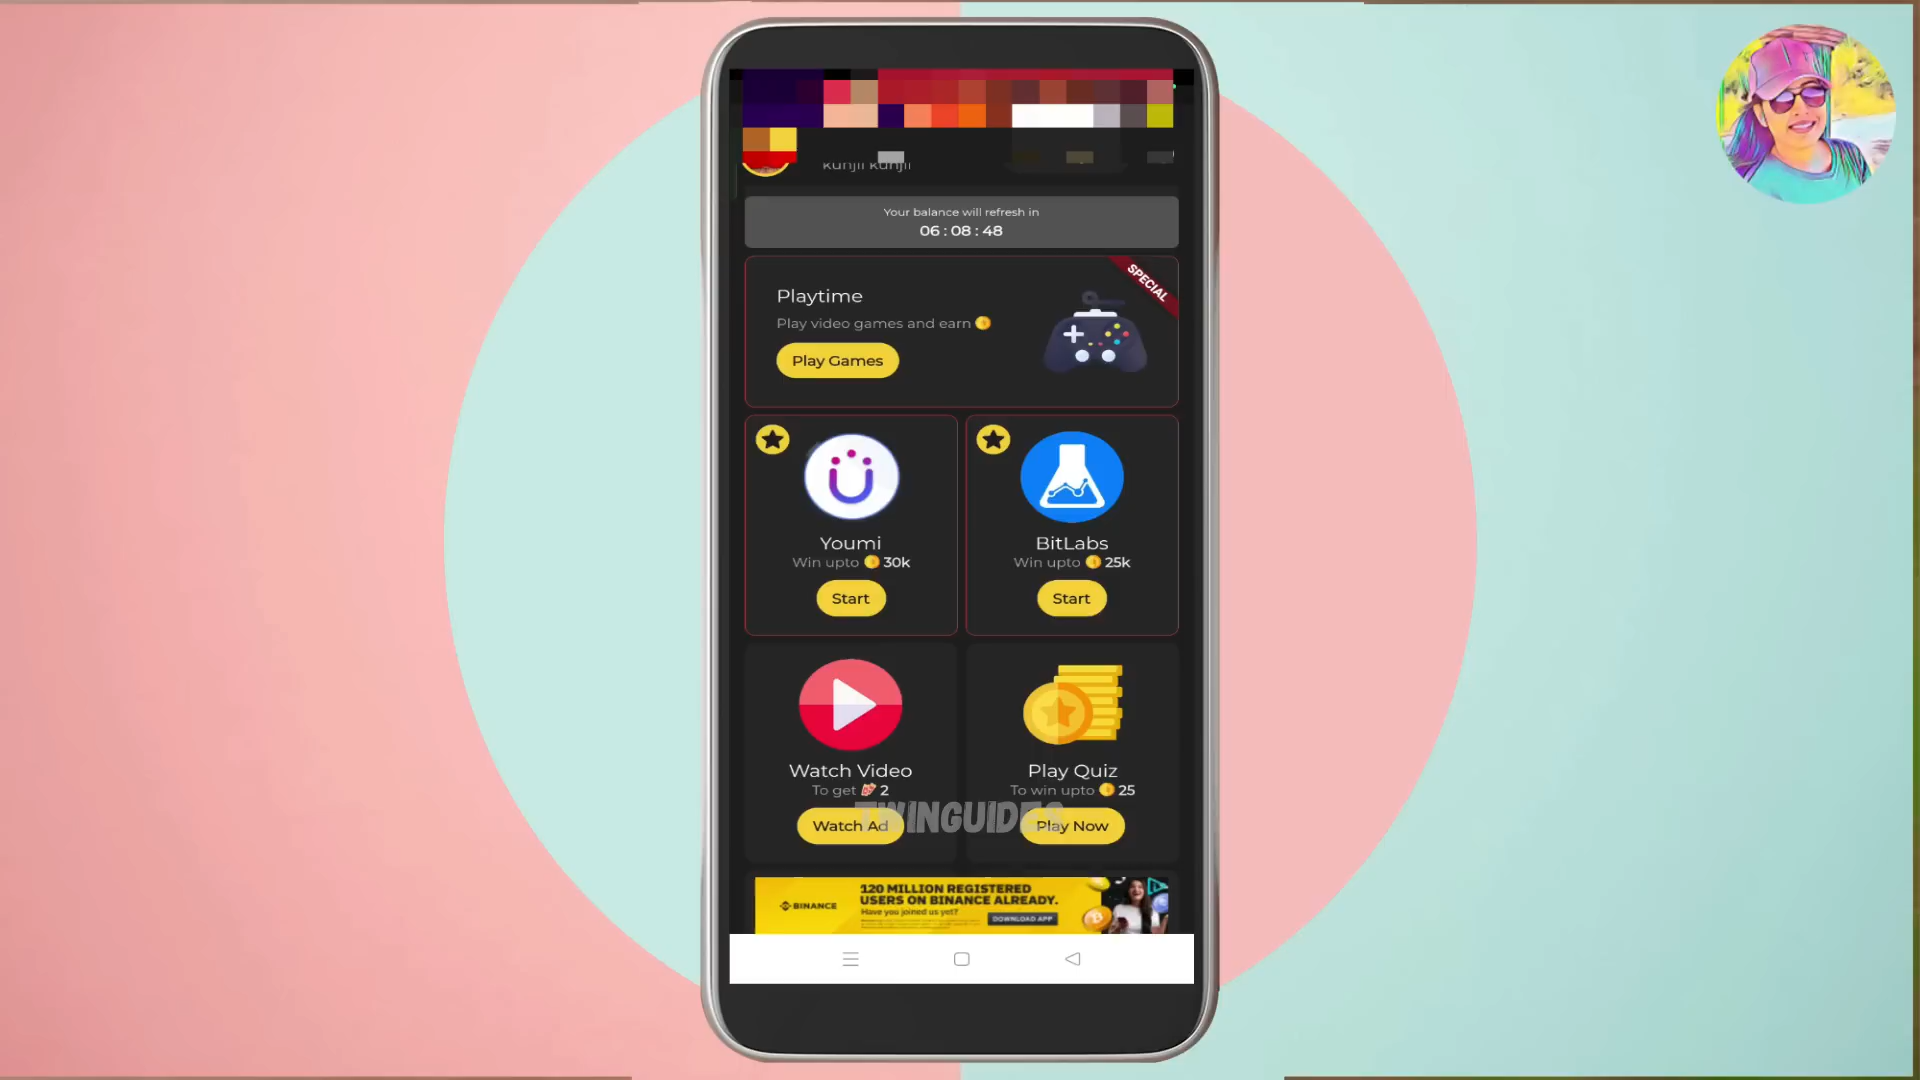 kunjii kunjii
Your balance will refresh in
06 : 08 : 48
SPECIAL
Playtime
Play video games and earn
Play Games
Youmi
Win upto 30k
Start
BitLabs
Win upto 25k
Start
Watch Video
To get 2
Watch Ad
Play Quiz
To win upto 25
Play Now
TWINGUIDES
BINANCE
120 MILLION REGISTERED
USERS ON BINANCE ALREADY.
Have you joined us yet?
DOWNLOAD APP